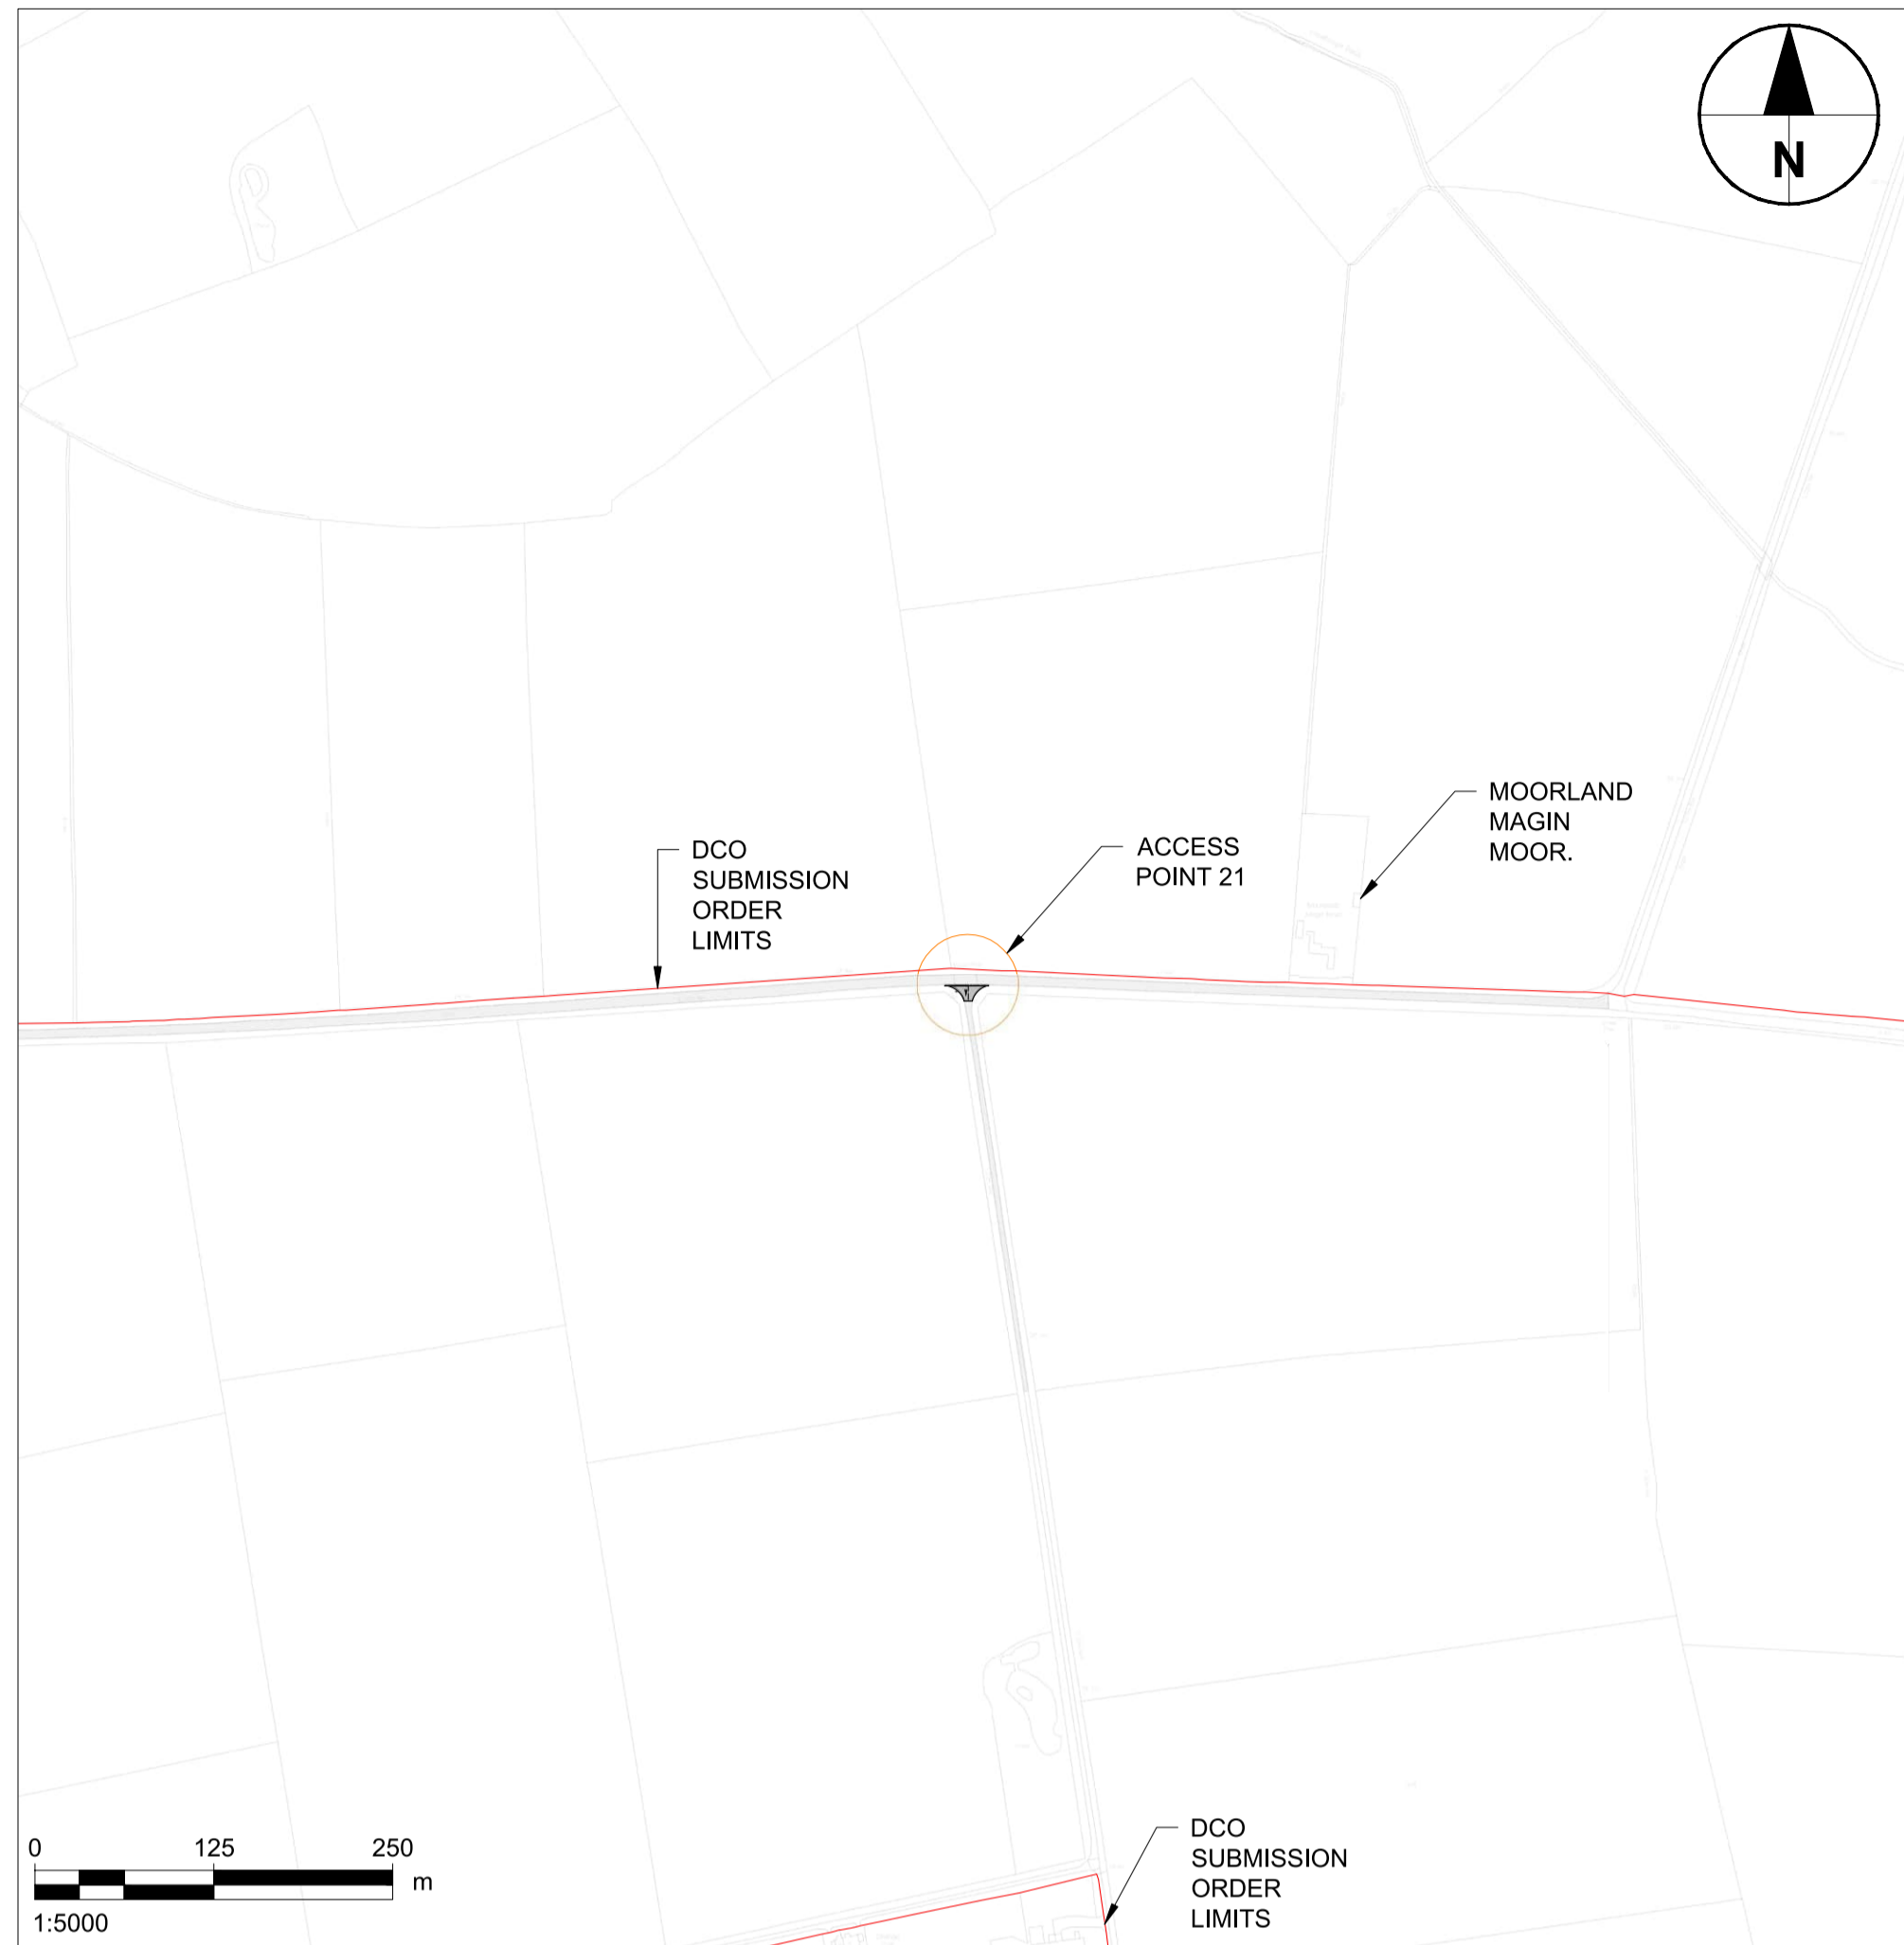 N
MOORLAND
MAGIN
MOOR.
DCO
SUBMISSION
ORDER
LIMITS
ACCESS
POINT 21
DCO
SUBMISSION
ORDER
LIMITS
0 125 250
m
1:5000